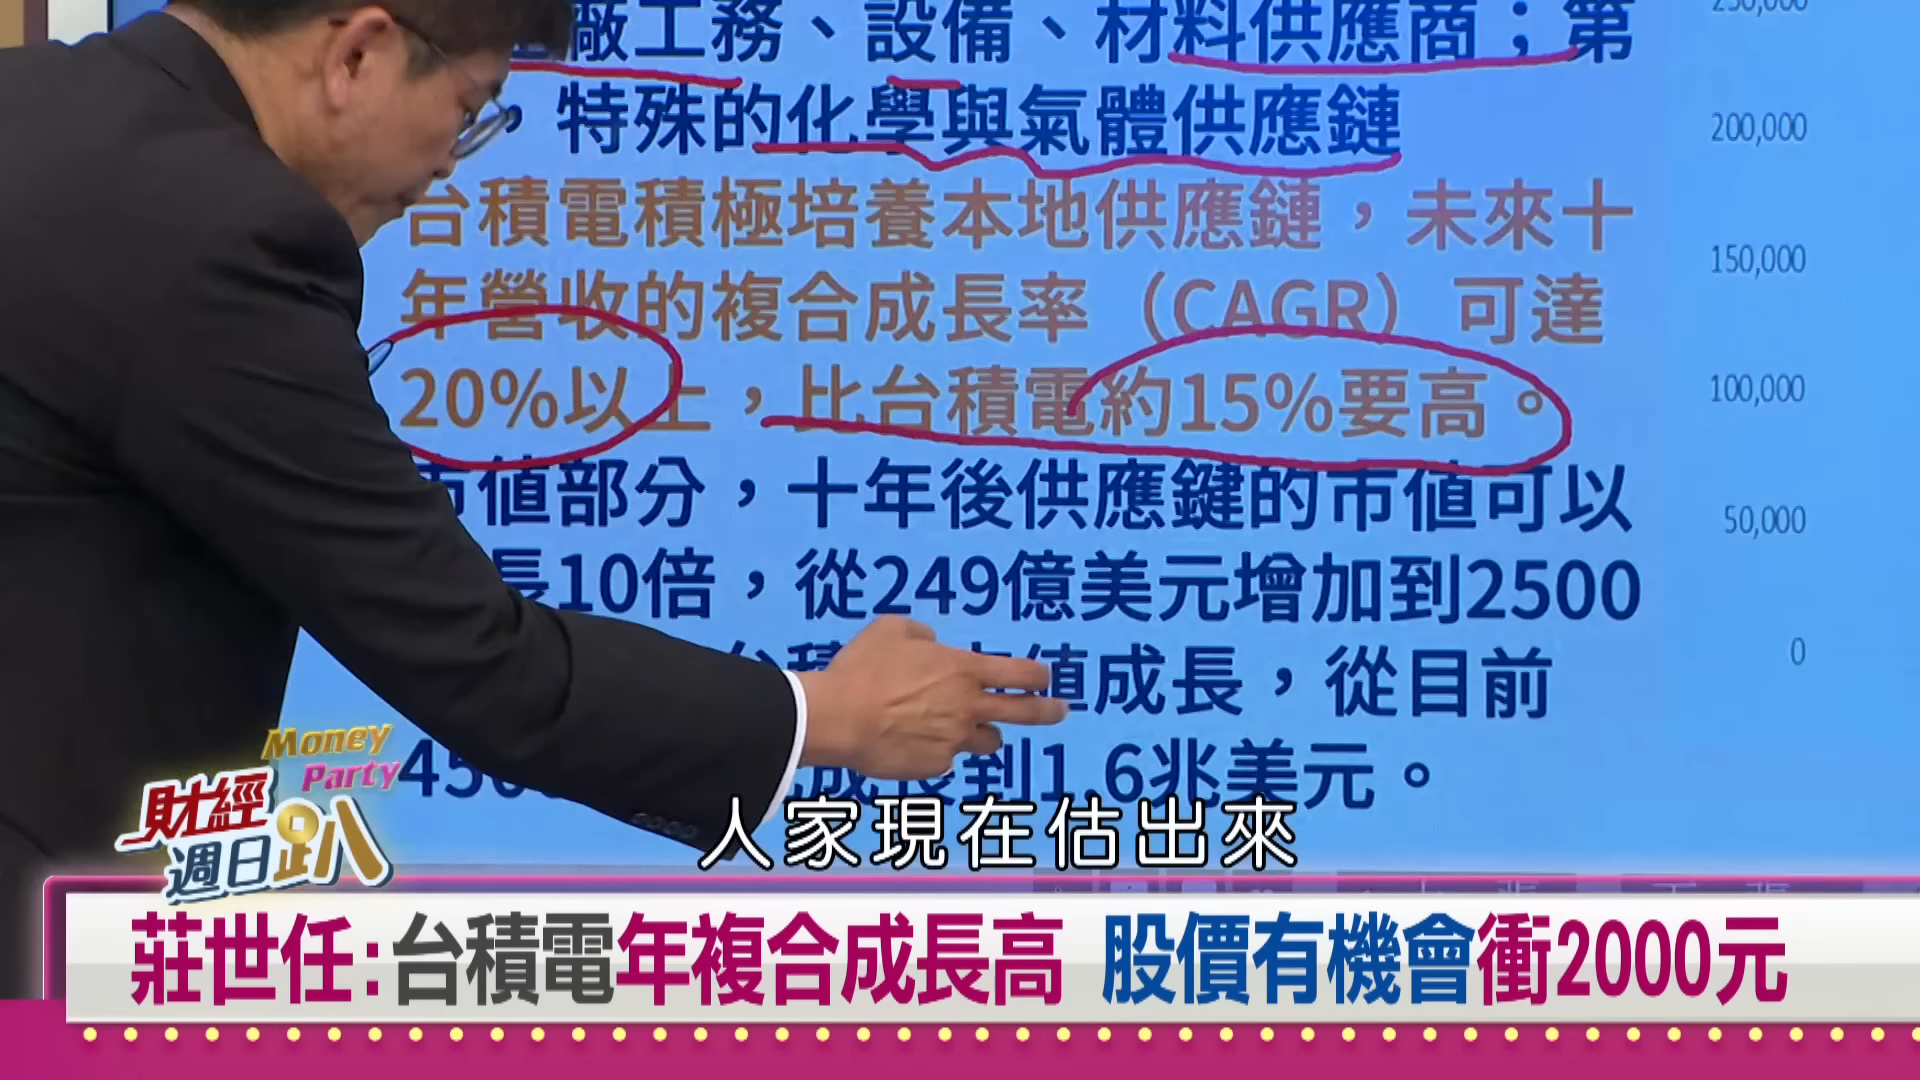 廠工務、設備、材料供應商；第
，特殊的化學與氣體供應鏈
台積電積極培養本地供應鏈，未來十
年營收的複合成長率（CAGR）可達
20%以上，比台積電約15%要高。
市值部分，十年後供應鍵的市值可以
長10倍，從249億美元增加到2500
台積 市值成長，從目前
450 成長到1.6兆美元。
250,000
200,000
150,000
100,000
50,000
0
Money
Party
財經
週日趴
人家現在估出來
莊世任:台積電年複合成長高 股價有機會衝2000元